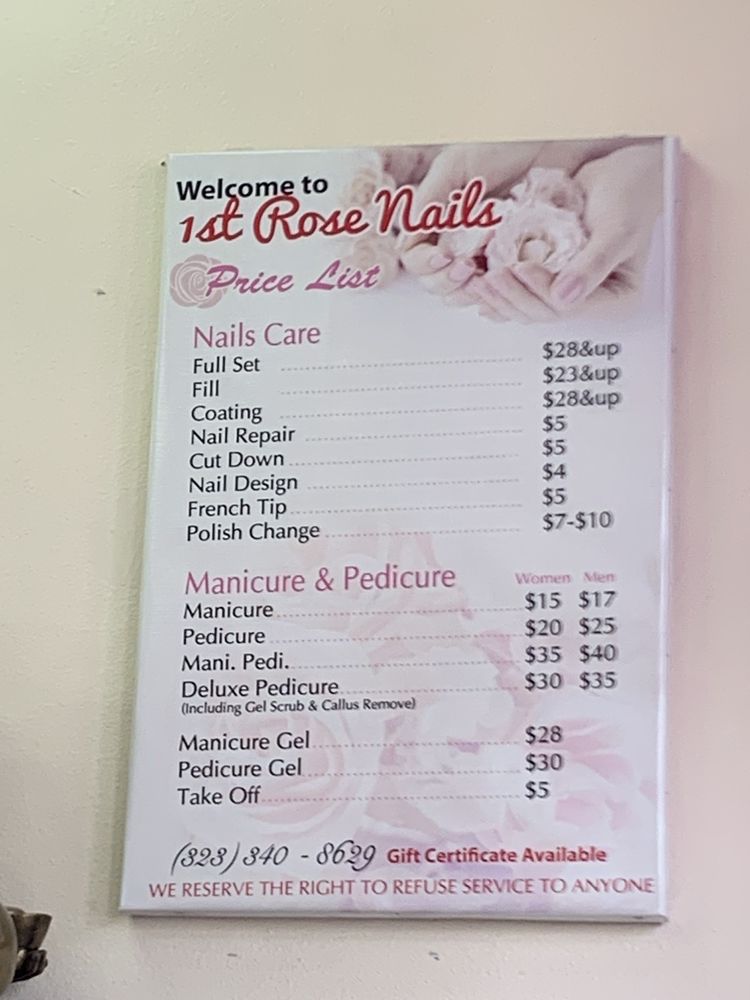 Welcome to
1st Rose Nails
Price List
Nails Care
Full Set $28&up
Fill $23&up
Coating $28&up
Nail Repair $5
Cut Down $5
Nail Design $4
French Tip $5
Polish Change $7-$10
Manicure & Pedicure Women Men
Manicure $15 $17
Pedicure $20 $25
Mani. Pedi. $35 $40
Deluxe Pedicure $30 $35
(Including Gel Scrub & Callus Remove)
Manicure Gel $28
Pedicure Gel $30
Take Off $5
(323) 340 - 8629 Gift Certificate Available
WE RESERVE THE RIGHT TO REFUSE SERVICE TO ANYONE